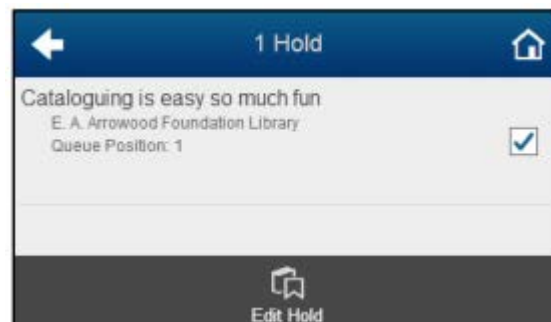 1 Hold
Cataloguing is easy so much fun
E. A. Arrowood Foundation Library
Queue Position: 1
Edit Hold